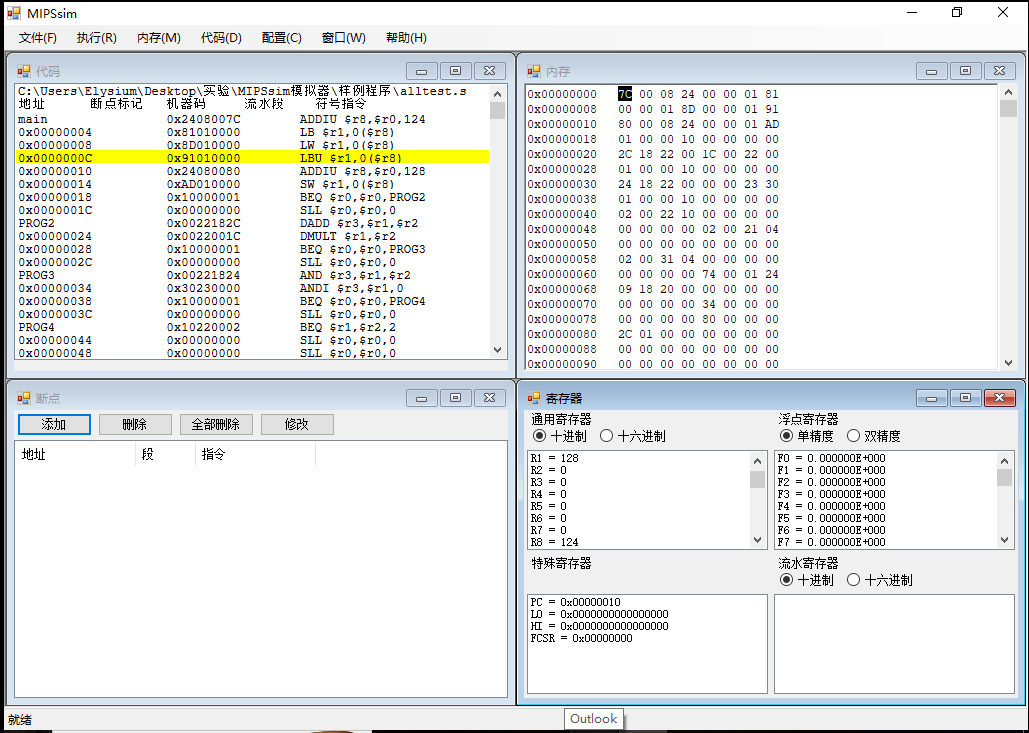 MIPSsim
文件(F) 执行(R) 内存(M) 代码(D) 配置(C) 窗口(W) 帮助(H)
代码
C:\Users\Elysium\Desktop\实验\MIPSsim模拟器\样例程序\alltest.s
地址 断点标记 机器码 流水段 符号指令
main 0x2408007C ADDIU $r8,$r0,124
0x00000004 0x81010000 LB $r1,0($r8)
0x00000008 0x8D010000 LW $r1,0($r8)
0x0000000C 0x91010000 LBU $r1,0($r8)
0x00000010 0x24080080 ADDIU $r8,$r0,128
0x00000014 0xAD010000 SW $r1,0($r8)
0x00000018 0x10000001 BEQ $r0,$r0,PROG2
0x0000001C 0x00000000 SLL $r0,$r0,0
PROG2 0x0022182C DADD $r3,$r1,$r2
0x00000024 0x0022001C DMULT $r1,$r2
0x00000028 0x10000001 BEQ $r0,$r0,PROG3
0x0000002C 0x00000000 SLL $r0,$r0,0
PROG3 0x00221824 AND $r3,$r1,$r2
0x00000034 0x30230000 ANDI $r3,$r1,0
0x00000038 0x10000001 BEQ $r0,$r0,PROG4
0x0000003C 0x00000000 SLL $r0,$r0,0
PROG4 0x10220002 BEQ $r1,$r2,2
0x00000044 0x00000000 SLL $r0,$r0,0
0x00000048 0x00000000 SLL $r0,$r0,0
内存
0x00000000 7C 00 08 24 00 00 01 81
0x00000008 00 00 01 8D 00 00 01 91
0x00000010 80 00 08 24 00 00 01 AD
0x00000018 01 00 00 10 00 00 00 00
0x00000020 2C 18 22 00 1C 00 22 00
0x00000028 01 00 00 10 00 00 00 00
0x00000030 24 18 22 00 00 00 23 30
0x00000038 01 00 00 10 00 00 00 00
0x00000040 02 00 22 10 00 00 00 00
0x00000048 00 00 00 00 02 00 21 04
0x00000050 00 00 00 00 00 00 00 00
0x00000058 02 00 31 04 00 00 00 00
0x00000060 00 00 00 00 74 00 01 24
0x00000068 09 18 20 00 00 00 00 00
0x00000070 00 00 00 00 34 00 00 00
0x00000078 00 00 00 00 80 00 00 00
0x00000080 2C 01 00 00 00 00 00 00
0x00000088 00 00 00 00 00 00 00 00
0x00000090 00 00 00 00 00 00 00 00
断点
添加 删除 全部删除 修改
地址 段 指令
寄存器
通用寄存器 浮点寄存器
十进制 十六进制 单精度 双精度
R1 = 128
R2 = 0
R3 = 0
R4 = 0
R5 = 0
R6 = 0
R7 = 0
R8 = 124
F0 = 0.000000E+000
F1 = 0.000000E+000
F2 = 0.000000E+000
F3 = 0.000000E+000
F4 = 0.000000E+000
F5 = 0.000000E+000
F6 = 0.000000E+000
F7 = 0.000000E+000
特殊寄存器 流水寄存器
十进制 十六进制
PC = 0x00000010
LO = 0x0000000000000000
HI = 0x0000000000000000
FCSR = 0x00000000
就绪
Outlook